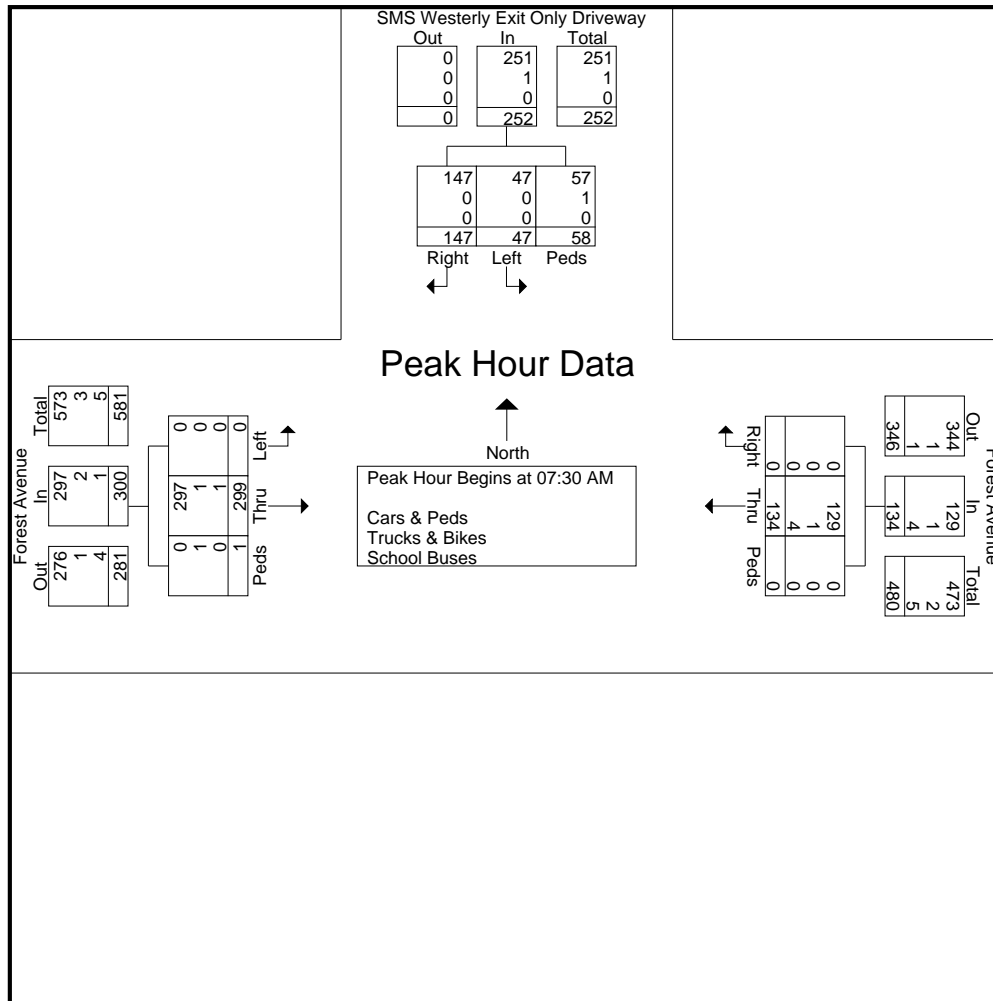 SMS Westerly Exit Only Driveway
Out In Total
0 251 251
0 1 1
0 0 0
0 252 252
147 47 57
0 0 1
0 0 0
147 47 58
Right Left Peds
Peak Hour Data
North
Peak Hour Begins at 07:30 AM
Cars & Peds
Trucks & Bikes
School Buses
Forest Avenue
Out In Total
276 297 573
1 2 3
4 1 5
281 300 581
Left Thru Peds
0 297 0
0 1 1
0 1 0
0 299 1
Right Thru Peds
0 129 0
0 1 0
0 4 0
0 134 0
Forest Avenue
Out In Total
344 129 473
1 1 2
1 4 5
346 134 480